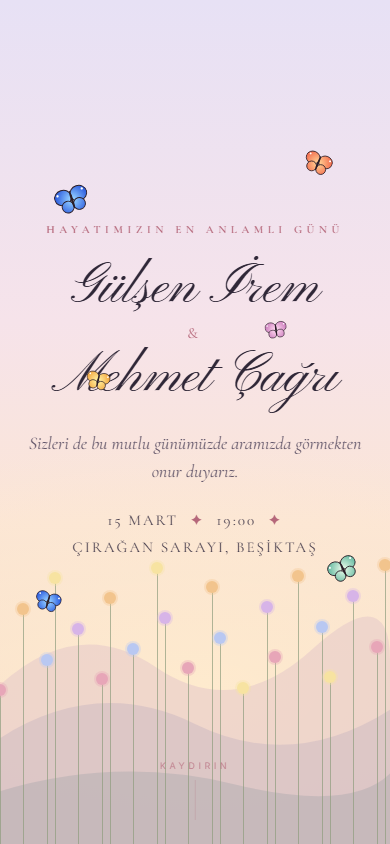 HAYATIMIZIN EN ANLAMLI GÜNÜ
Gülşen İrem
&
Mehmet Çağrı
Sizleri de bu mutlu günümüzde aramızda görmekten
onur duyarız.
15 MART ✦ 19:00 ✦
ÇIRAĞAN SARAYI, BEŞİKTAŞ
KAYDIRIN